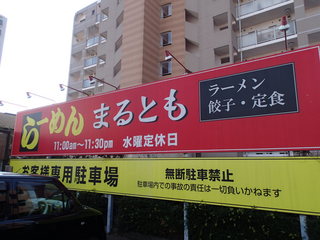 らーめん まるとも
11:00am〜11:30pm 水曜定休日
ラーメン
餃子・定食
お客様専用駐車場
無断駐車禁止
駐車場内での事故の責任は一切負いかねます